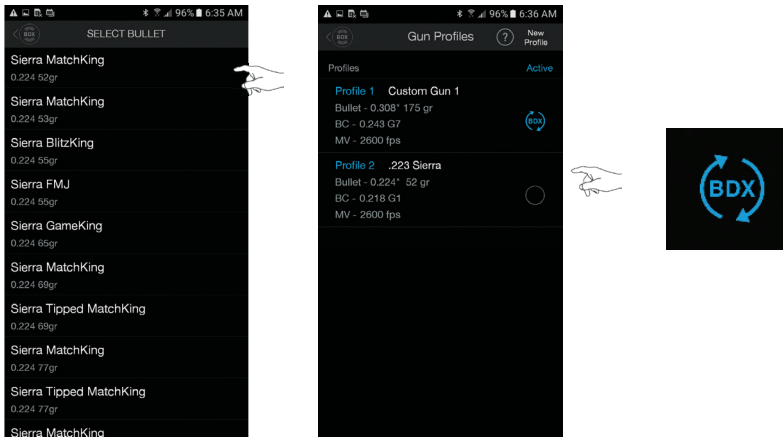 96% 6:35 AM
BDX
SELECT BULLET
Sierra MatchKing
0.224 52gr
Sierra MatchKing
0.224 53gr
Sierra BlitzKing
0.224 55gr
Sierra FMJ
0.224 55gr
Sierra GameKing
0.224 65gr
Sierra MatchKing
0.224 69gr
Sierra Tipped MatchKing
0.224 69gr
Sierra MatchKing
0.224 77gr
Sierra Tipped MatchKing
0.224 77gr
Sierra MatchKing
96% 6:36 AM
BDX
Gun Profiles
?
New
Profile
Profiles Active
Profile 1 Custom Gun 1
Bullet - 0.308" 175 gr
BC - 0.243 G7
MV - 2600 fps
BDX
Profile 2 .223 Sierra
Bullet - 0.224" 52 gr
BC - 0.218 G1
MV - 2600 fps
BDX